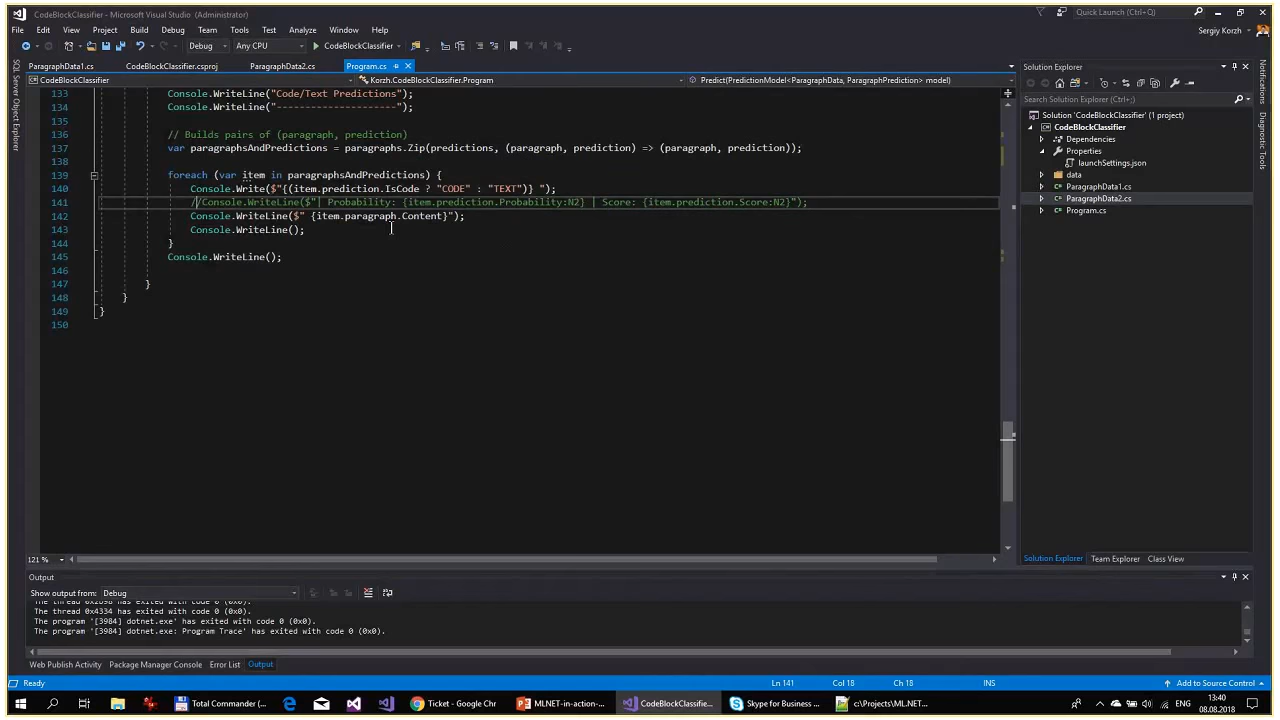 CodeBlockClassifier - Microsoft Visual Studio (Administrator)
Quick Launch (Ctrl+Q)
File Edit View Project Build Debug Team Tools Test Analyze Window Help
Sergiy Korzh
Debug Any CPU CodeBlockClassifier
ParagraphData1.cs CodeBlockClassifier.csproj ParagraphData2.cs Program.cs
CodeBlockClassifier Korzh.CodeBlockClassifier.Program Predict(PredictionModel<ParagraphData, ParagraphPrediction> model)
133 Console.WriteLine("Code/Text Predictions");
134 Console.WriteLine("---------------------");
135
136 // Builds pairs of (paragraph, prediction)
137 var paragraphsAndPredictions = paragraphs.Zip(predictions, (paragraph, prediction) => (paragraph, prediction));
138
139 foreach (var item in paragraphsAndPredictions) {
140 Console.Write($"{(item.prediction.IsCode ? "CODE" : "TEXT")} ");
141 //Console.WriteLine($"| Probability: {item.prediction.Probability:N2} | Score: {item.prediction.Score:N2}");
142 Console.WriteLine($" {item.paragraph.Content}");
143 Console.WriteLine();
144 }
145 Console.WriteLine();
146
147 }
148 }
149 }
150
121 %
SQL Server Object Explorer
Solution Explorer
Search Solution Explorer (Ctrl+;)
Solution 'CodeBlockClassifier' (1 project)
CodeBlockClassifier
Dependencies
Properties
launchSettings.json
data
ParagraphData1.cs
ParagraphData2.cs
Program.cs
Solution Explorer Team Explorer Class View
Notifications
Diagnostic Tools
Output
Show output from: Debug
The thread 0x4334 has exited with code 0 (0x0).
The program '[3984] dotnet.exe' has exited with code 0 (0x0).
The program '[3984] dotnet.exe: Program Trace' has exited with code 0 (0x0).
Web Publish Activity Package Manager Console Error List Output
Ready Ln 141 Col 18 Ch 18 INS Add to Source Control
Total Commander (... Ticket - Google Chr... MLNET-in-action-... CodeBlockClassifie... Skype for Business ... c:\Projects\ML.NET... ENG 13:40
08.08.2018